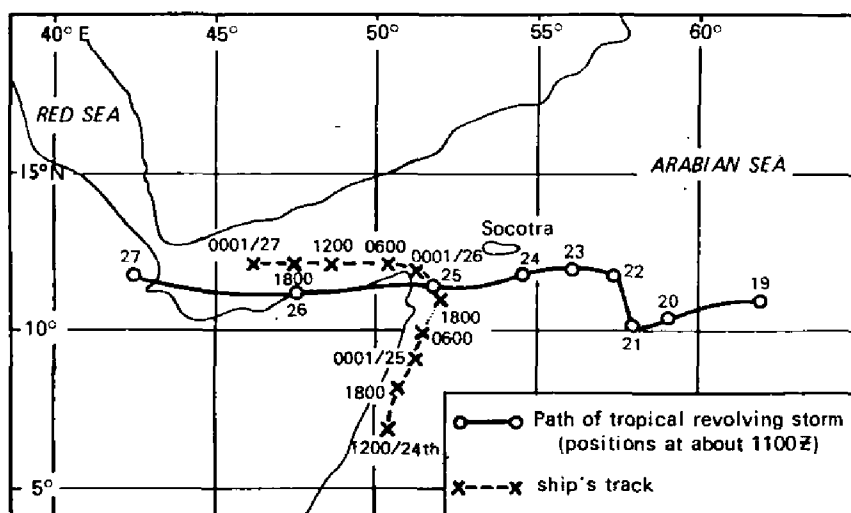 40° E
45°
50°
55°
60°
RED SEA
ARABIAN SEA
15°N
Socotra
0001/27
1200
0600
0001/26
27
24
23
22
19
25
1800
26
20
21
10°
1800
0600
0001/25
1800
1200/24th
5°
Path of tropical revolving storm
(positions at about 1100Z)
ship's track